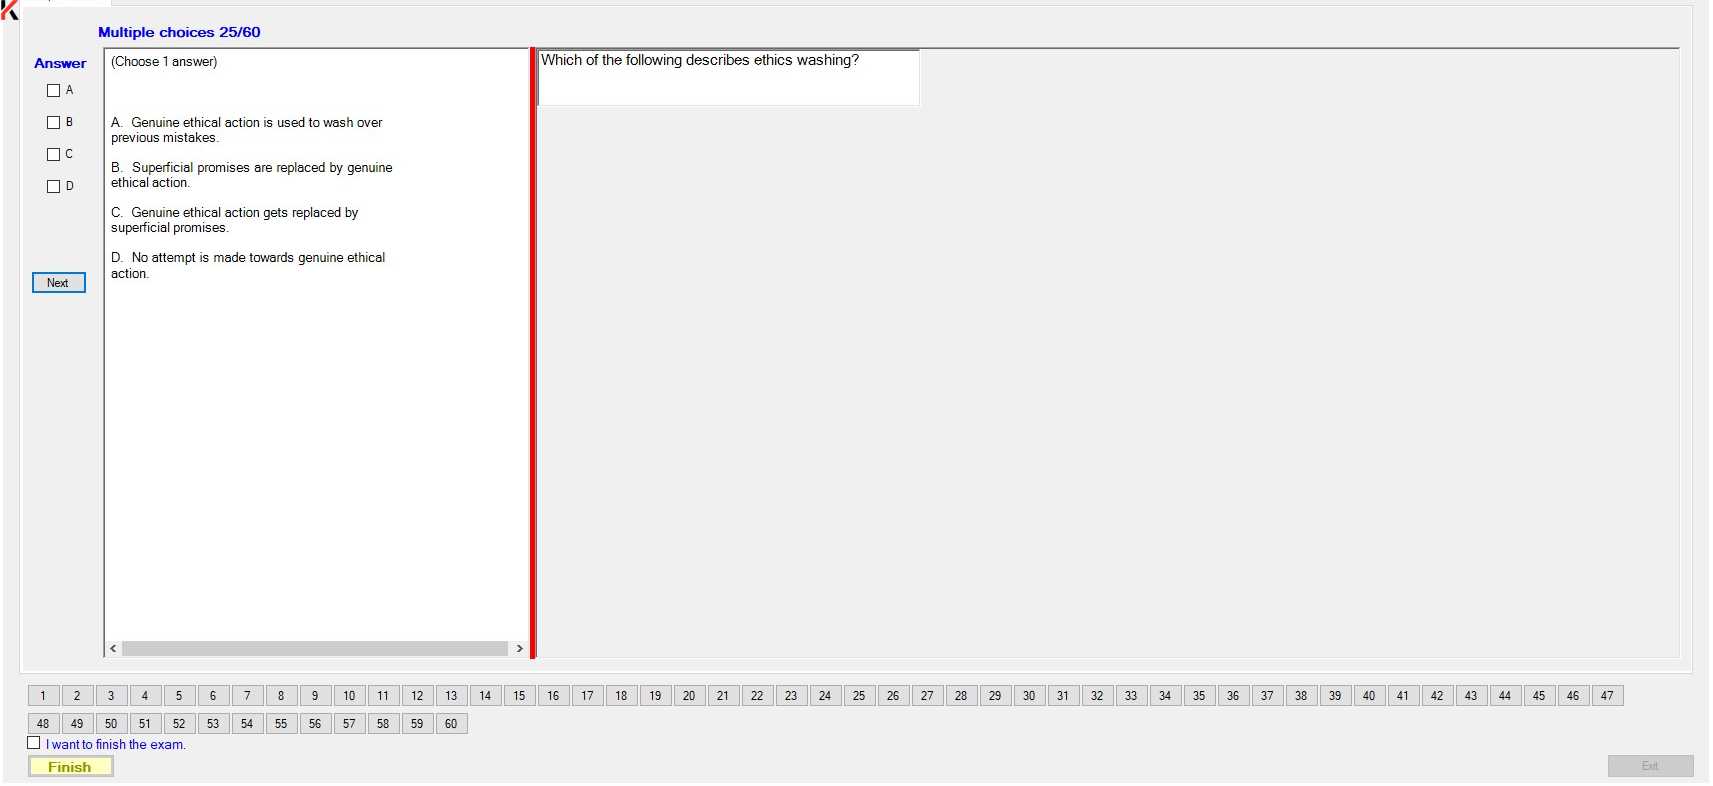 Multiple choices 25/60
Answer
A
B
C
D
Next
(Choose 1 answer)
A. Genuine ethical action is used to wash over
previous mistakes.
B. Superficial promises are replaced by genuine
ethical action.
C. Genuine ethical action gets replaced by
superficial promises.
D. No attempt is made towards genuine ethical
action.
Which of the following describes ethics washing?
1 2 3 4 5 6 7 8 9 10 11 12 13 14 15 16 17 18 19 20 21 22 23 24 25 26 27 28 29 30 31 32 33 34 35 36 37 38 39 40 41 42 43 44 45 46 47
48 49 50 51 52 53 54 55 56 57 58 59 60
I want to finish the exam.
Finish
Exit